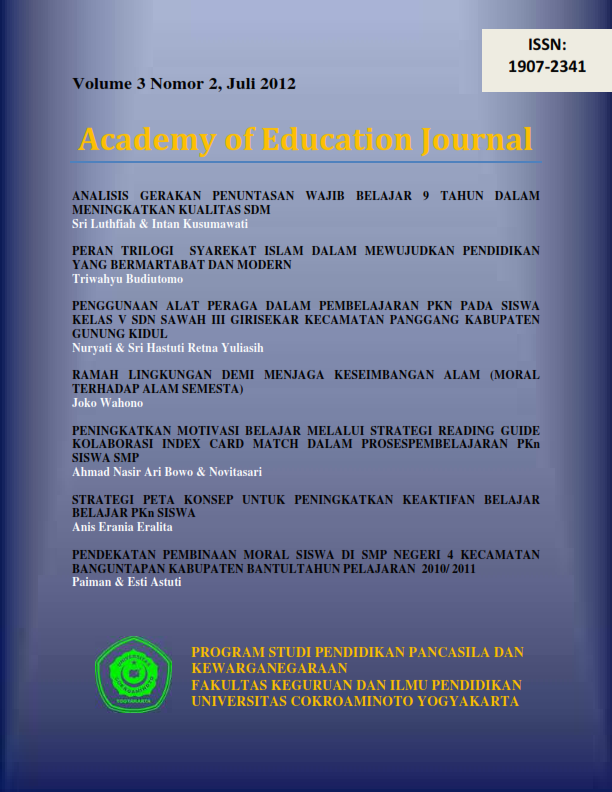 ISSN:
1907-2341
Volume 3 Nomor 2, Juli 2012
Academy of Education Journal
ANALISIS GERAKAN PENUNTASAN WAJIB BELAJAR 9 TAHUN DALAM
MENINGKATKAN KUALITAS SDM
Sri Luthfiah & Intan Kusumawati
PERAN TRILOGI SYAREKAT ISLAM DALAM MEWUJUDKAN PENDIDIKAN
YANG BERMARTABAT DAN MODERN
Triwahyu Budiutomo
PENGGUNAAN ALAT PERAGA DALAM PEMBELAJARAN PKN PADA SISWA
KELAS V SDN SAWAH III GIRISEKAR KECAMATAN PANGGANG KABUPATEN
GUNUNG KIDUL
Nuryati & Sri Hastuti Retna Yuliasih
RAMAH LINGKUNGAN DEMI MENJAGA KESEIMBANGAN ALAM (MORAL
TERHADAP ALAM SEMESTA)
Joko Wahono
PENINGKATKAN MOTIVASI BELAJAR MELALUI STRATEGI READING GUIDE
KOLABORASI INDEX CARD MATCH DALAM PROSESPEMBELAJARAN PKn
SISWA SMP
Ahmad Nasir Ari Bowo & Novitasari
STRATEGI PETA KONSEP UNTUK PENINGKATAN KEAKTIFAN BELAJAR
BELAJAR PKn SISWA
Anis Erania Eralita
PENDEKATAN PEMBINAAN MORAL SISWA DI SMP NEGERI 4 KECAMATAN
BANGUNTAPAN KABUPATEN BANTULTAHUN PELAJARAN 2010/ 2011
Paiman & Esti Astuti
UNIVERSITAS
COKROAMINOTO
YOGYAKARTA
PROGRAM STUDI PENDIDIKAN PANCASILA DAN
KEWARGANEGARAAN
FAKULTAS KEGURUAN DAN ILMU PENDIDIKAN
UNIVERSITAS COKROAMINOTO YOGYAKARTA